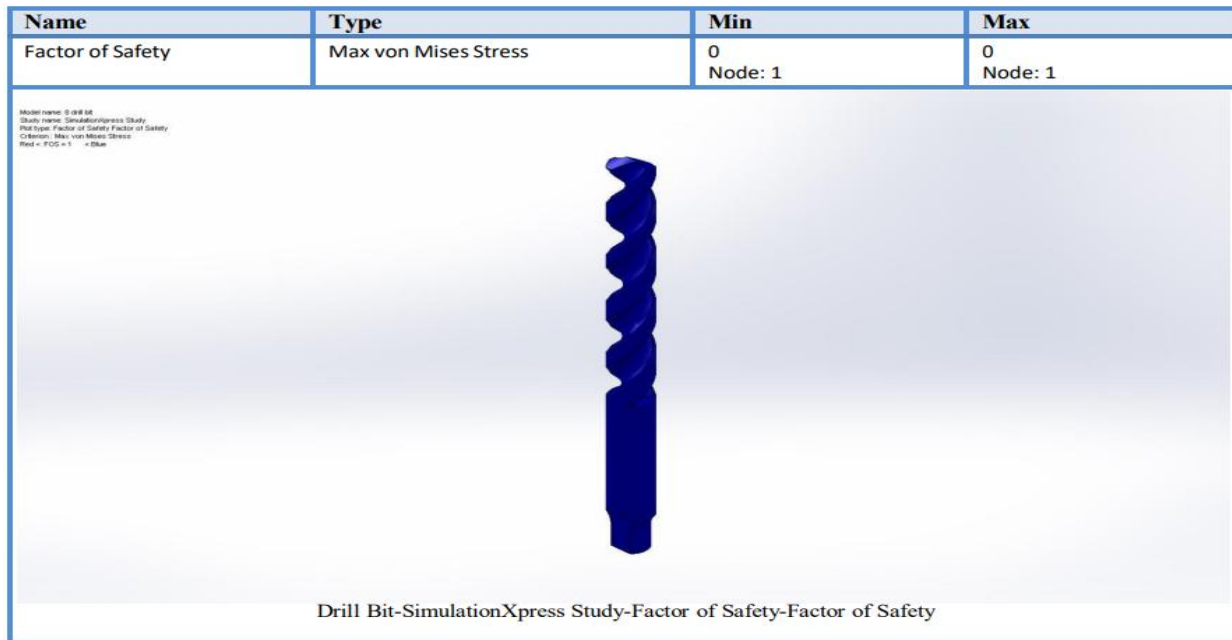 Name Type Min Max
Factor of Safety Max von Mises Stress 0 0
Node: 1 Node: 1
Model name: 8 drill bit
Study name: SimulationXpress Study
Plot type: Factor of Safety Factor of Safety
Criterion : Max von Mises Stress
Red < FOS = 1 < Blue
Drill Bit-SimulationXpress Study-Factor of Safety-Factor of Safety